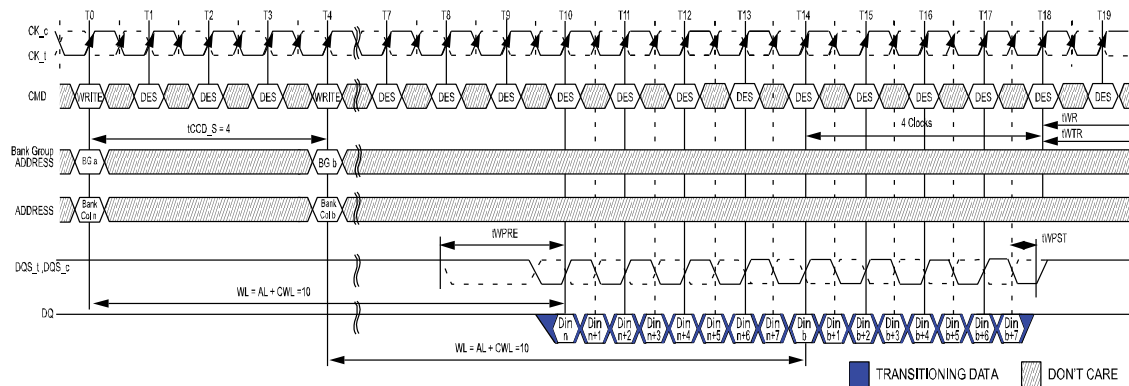 T0 T1 T2 T3 T4 T7 T8 T9 T10 T11 T12 T13 T14 T15 T16 T17 T18 T19
CK_c
CK_t
CMD WRITE DES DES DES WRITE DES DES DES DES DES DES DES DES DES DES DES DES DES
tCCD_S = 4 4 Clocks tWR
tWTR
Bank Group
ADDRESS BG a BG b
ADDRESS Bank Col n Bank Col b
tWPRE tWPST
DQS_t ,DQS_c
WL = AL + CWL =10
DQ Din n Din n+1 Din n+2 Din n+3 Din n+4 Din n+5 Din n+6 Din n+7 Din b Din b+1 Din b+2 Din b+3 Din b+4 Din b+5 Din b+6 Din b+7
WL = AL + CWL =10
TRANSITIONING DATA DON'T CARE